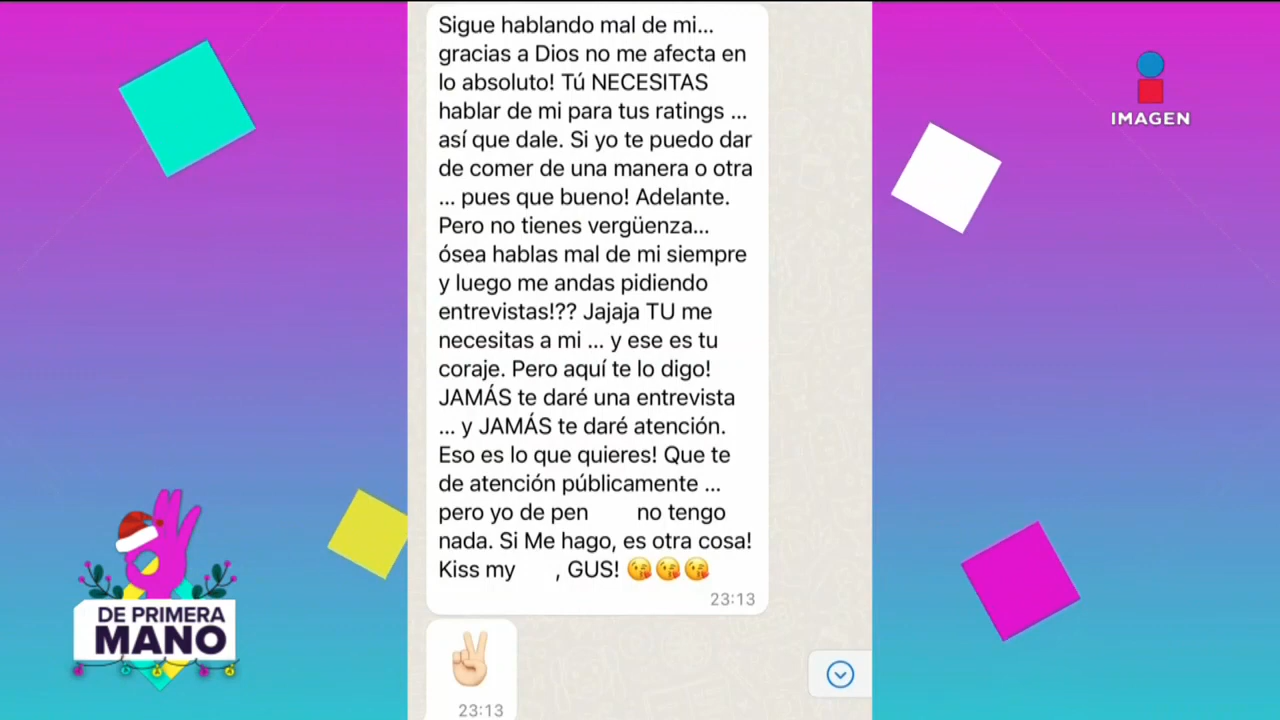 Sigue hablando mal de mi...
gracias a Dios no me afecta en
lo absoluto! Tú NECESITAS
hablar de mi para tus ratings ...
así que dale. Si yo te puedo dar
de comer de una manera o otra
... pues que bueno! Adelante.
Pero no tienes vergüenza...
ósea hablas mal de mi siempre
y luego me andas pidiendo
entrevistas!?? Jajaja TU me
necesitas a mi ... y ese es tu
coraje. Pero aquí te lo digo!
JAMÁS te daré una entrevista
... y JAMÁS te daré atención.
Eso es lo que quieres! Que te
de atención públicamente ...
pero yo de pen no tengo
nada. Si Me hago, es otra cosa!
Kiss my , GUS! 😘😘😘
23:13
✌🏻
23:13
IMAGEN
DE PRIMERA
MANO